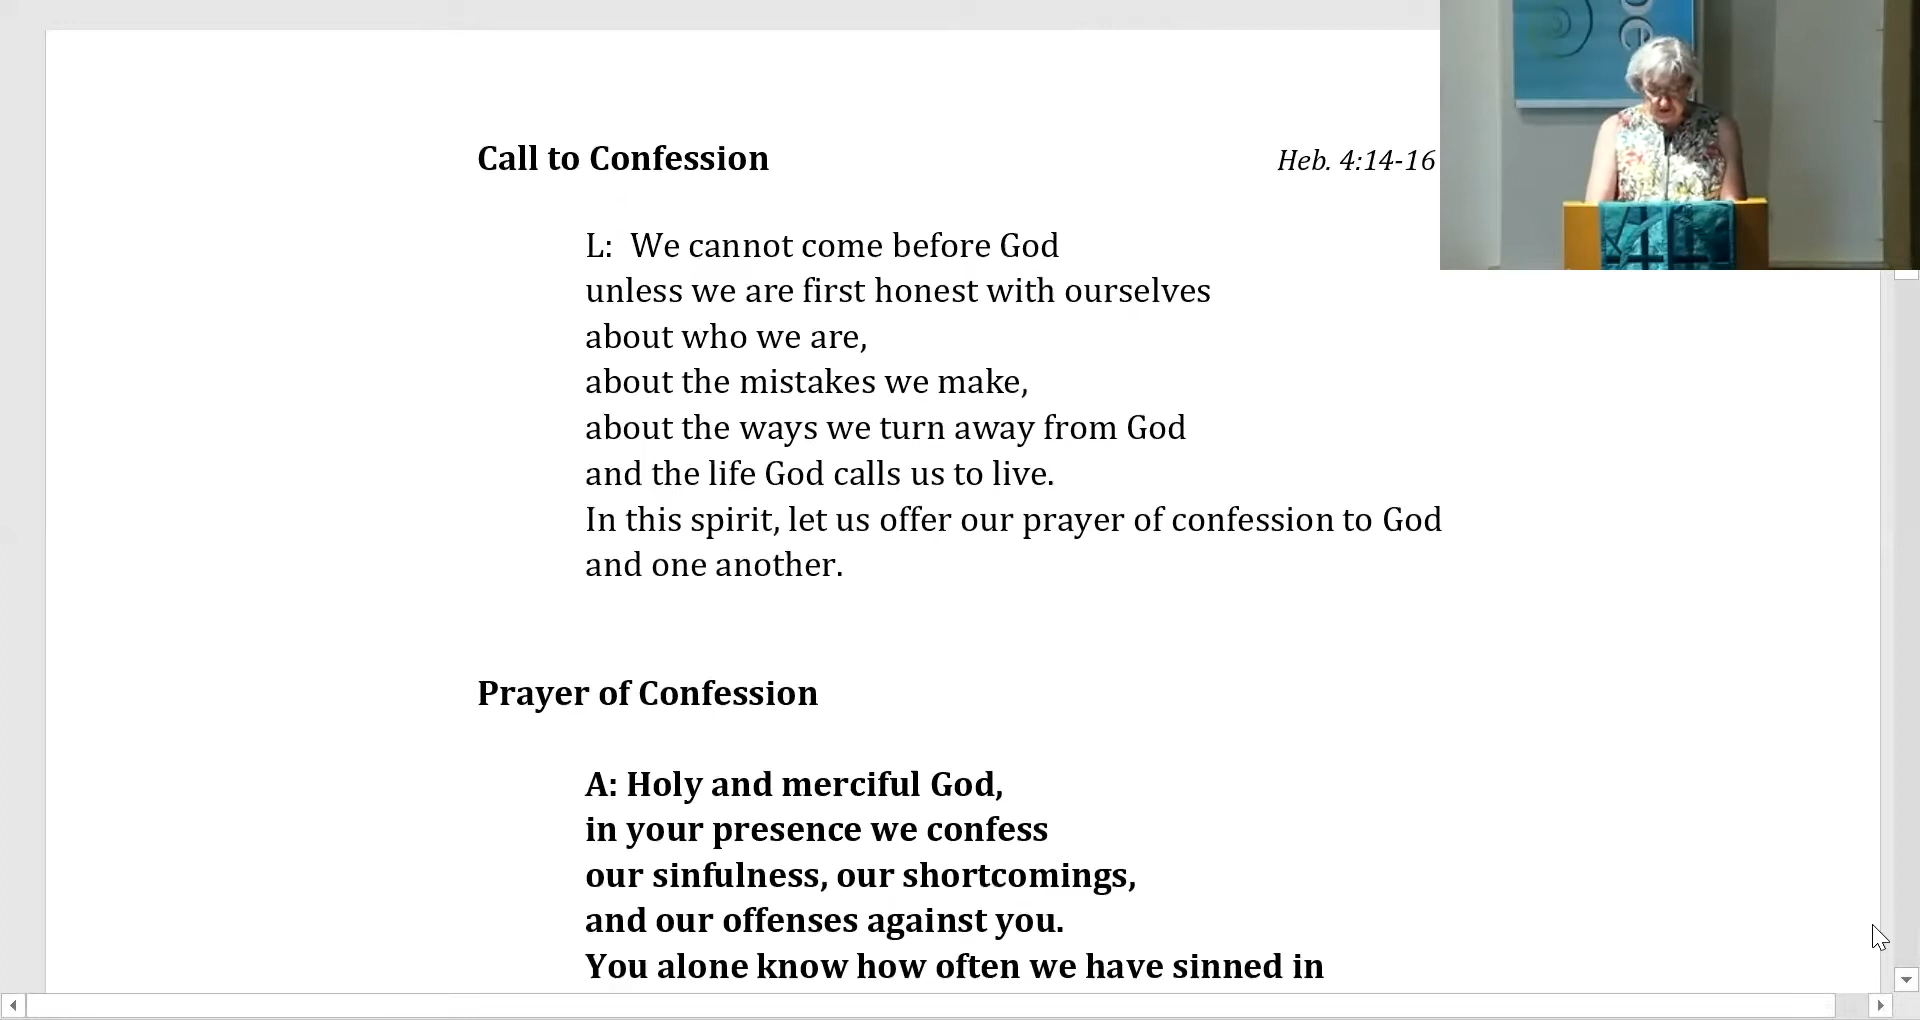 Call to Confession Heb. 4:14-16
L: We cannot come before God
unless we are first honest with ourselves
about who we are,
about the mistakes we make,
about the ways we turn away from God
and the life God calls us to live.
In this spirit, let us offer our prayer of confession to God
and one another.
Prayer of Confession
A: Holy and merciful God,
in your presence we confess
our sinfulness, our shortcomings,
and our offenses against you.
You alone know how often we have sinned in